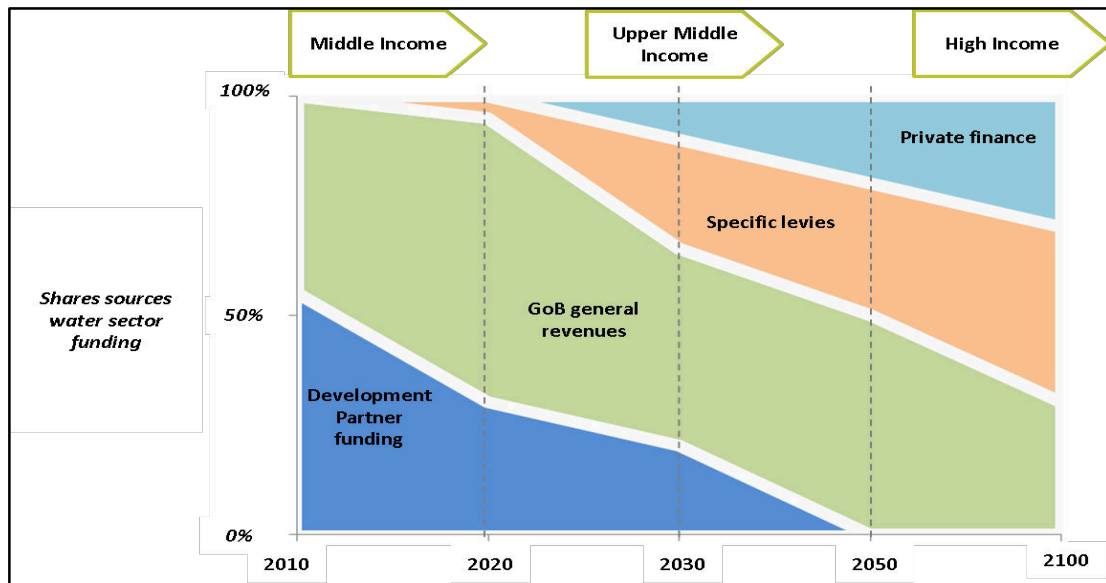 Middle Income
Upper Middle
Income
High Income
100%
Private finance
Specific levies
Shares sources
water sector
funding
50%
GoB general
revenues
Development
Partner
funding
0%
2010
2020
2030
2050
2100